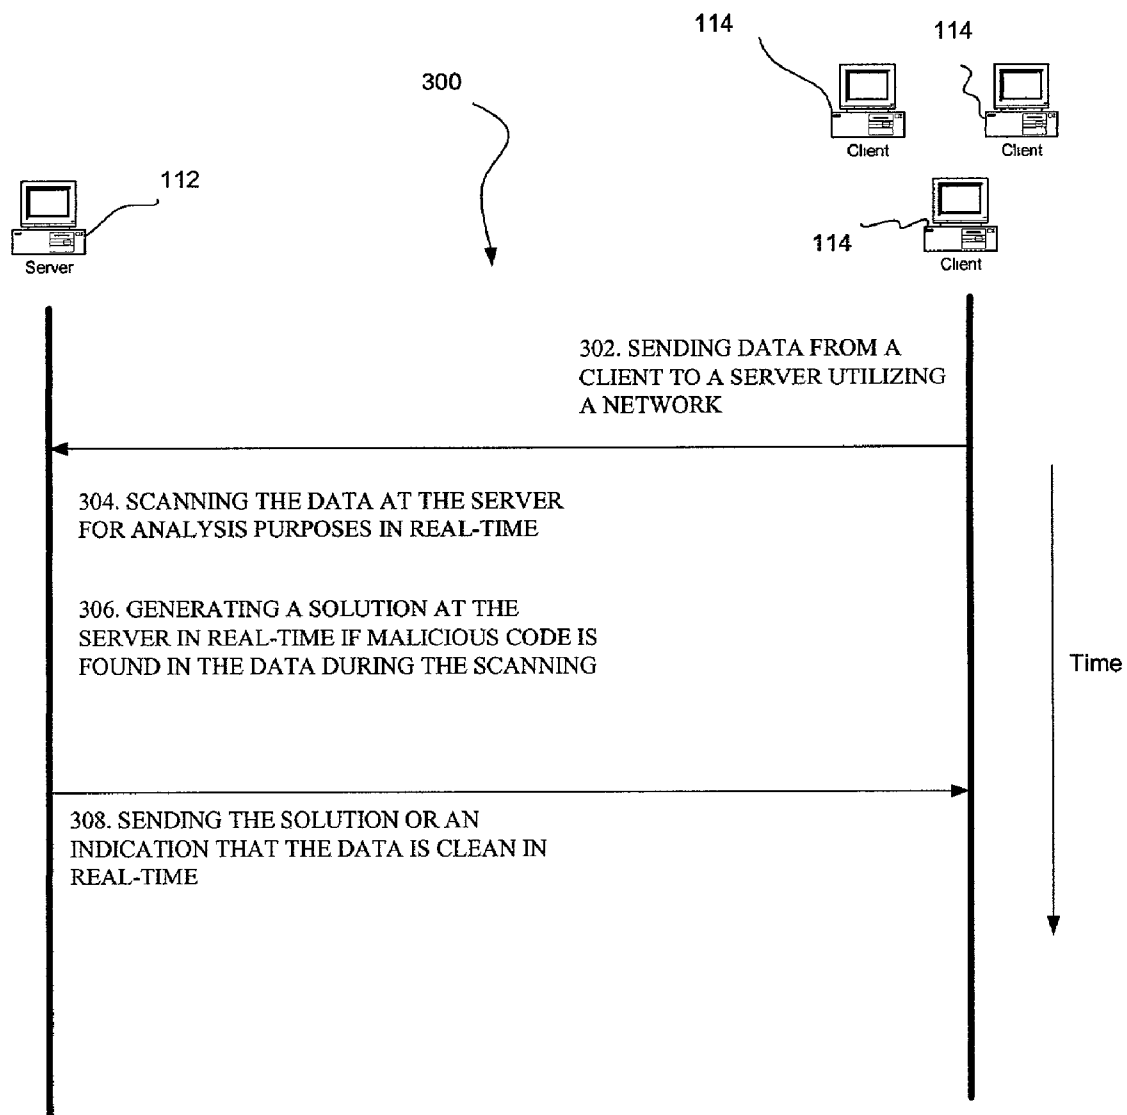 114
114
300
Client
Client
112
114
Server
Client
302. SENDING DATA FROM A
CLIENT TO A SERVER UTILIZING
A NETWORK
304. SCANNING THE DATA AT THE SERVER
FOR ANALYSIS PURPOSES IN REAL-TIME
306. GENERATING A SOLUTION AT THE
SERVER IN REAL-TIME IF MALICIOUS CODE IS
FOUND IN THE DATA DURING THE SCANNING
Time
308. SENDING THE SOLUTION OR AN
INDICATION THAT THE DATA IS CLEAN IN
REAL-TIME